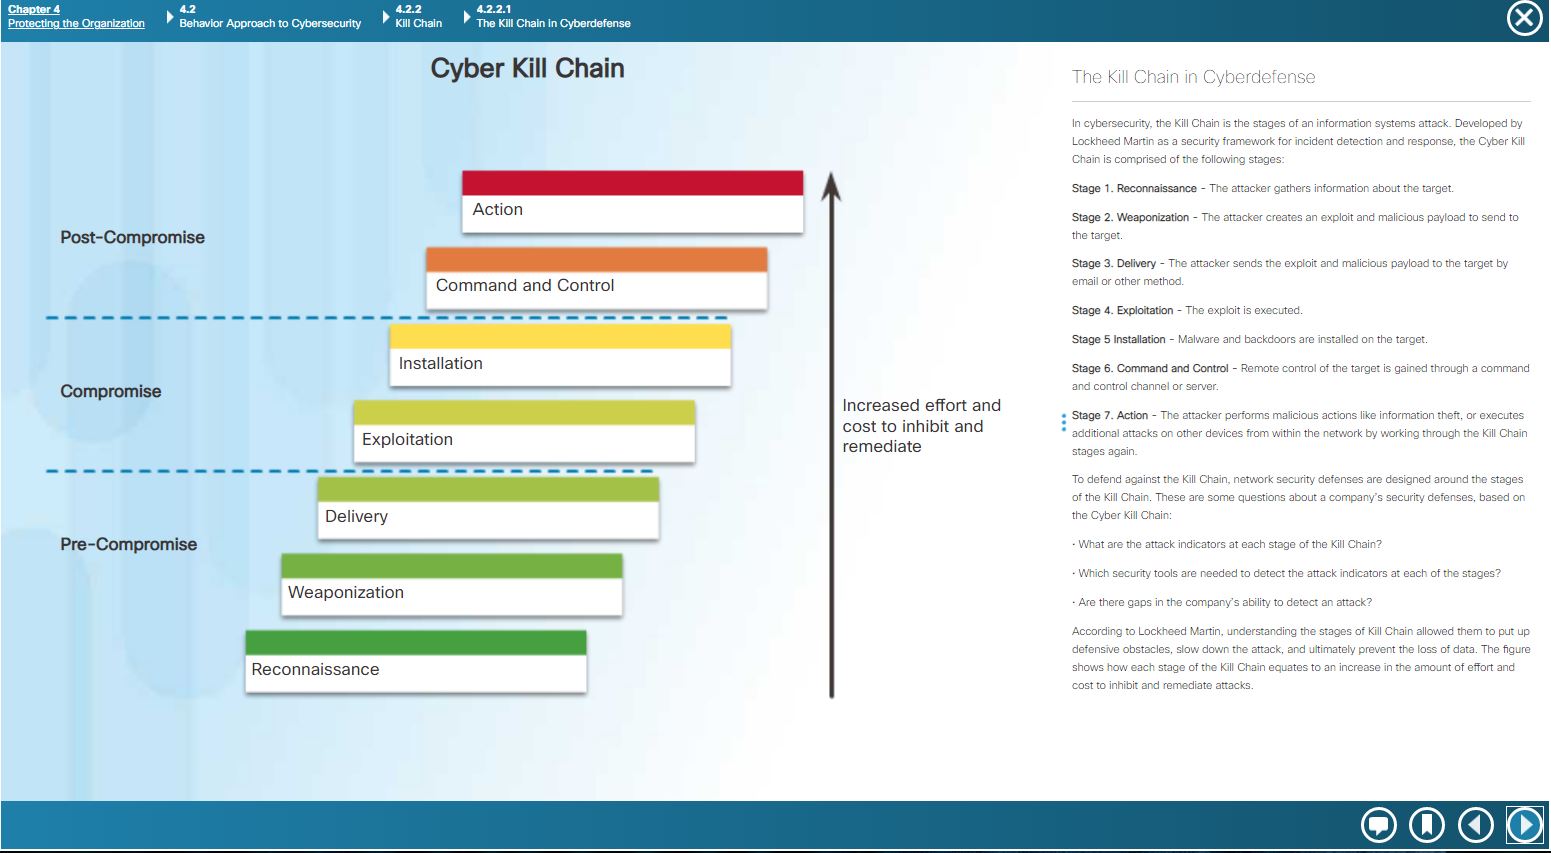 Chapter 4
Protecting the Organization
4.2
Behavior Approach to Cybersecurity
4.2.2
Kill Chain
4.2.2.1
The Kill Chain in Cyberdefense
Cyber Kill Chain
Action
Post-Compromise
Command and Control
Installation
Compromise
Exploitation
Delivery
Pre-Compromise
Weaponization
Reconnaissance
Increased effort and
cost to inhibit and
remediate
The Kill Chain in Cyberdefense
In cybersecurity, the Kill Chain is the stages of an information systems attack. Developed by
Lockheed Martin as a security framework for incident detection and response, the Cyber Kill
Chain is comprised of the following stages:
Stage 1. Reconnaissance - The attacker gathers information about the target.
Stage 2. Weaponization - The attacker creates an exploit and malicious payload to send to
the target.
Stage 3. Delivery - The attacker sends the exploit and malicious payload to the target by
email or other method.
Stage 4. Exploitation - The exploit is executed.
Stage 5 Installation - Malware and backdoors are installed on the target.
Stage 6. Command and Control - Remote control of the target is gained through a command
and control channel or server.
Stage 7. Action - The attacker performs malicious actions like information theft, or executes
additional attacks on other devices from within the network by working through the Kill Chain
stages again.
To defend against the Kill Chain, network security defenses are designed around the stages
of the Kill Chain. These are some questions about a company's security defenses, based on
the Cyber Kill Chain:
• What are the attack indicators at each stage of the Kill Chain?
• Which security tools are needed to detect the attack indicators at each of the stages?
• Are there gaps in the company's ability to detect an attack?
According to Lockheed Martin, understanding the stages of Kill Chain allowed them to put up
defensive obstacles, slow down the attack, and ultimately prevent the loss of data. The figure
shows how each stage of the Kill Chain equates to an increase in the amount of effort and
cost to inhibit and remediate attacks.